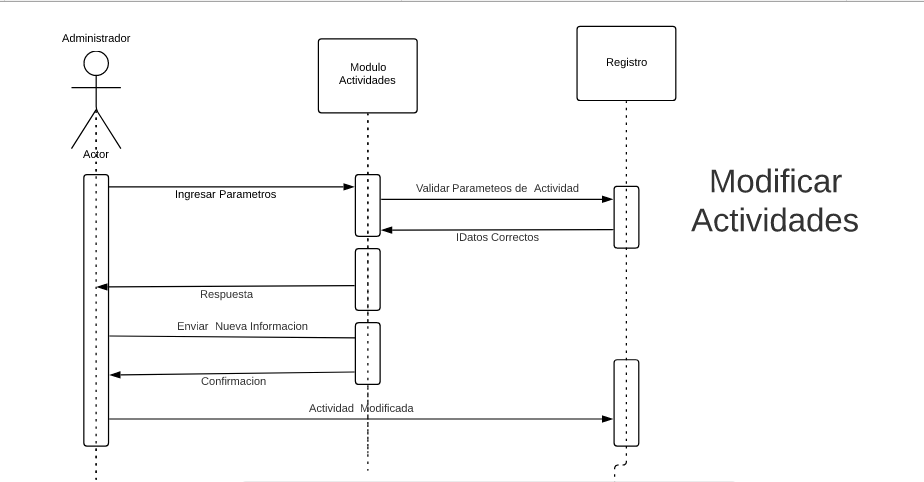 Administrador
Modulo
Actividades
Registro
Actor
Ingresar Parametros
Validar Parameteos de Actividad
IDatos Correctos
Modificar
Actividades
Respuesta
Enviar Nueva Informacion
Confirmacion
Actividad Modificada